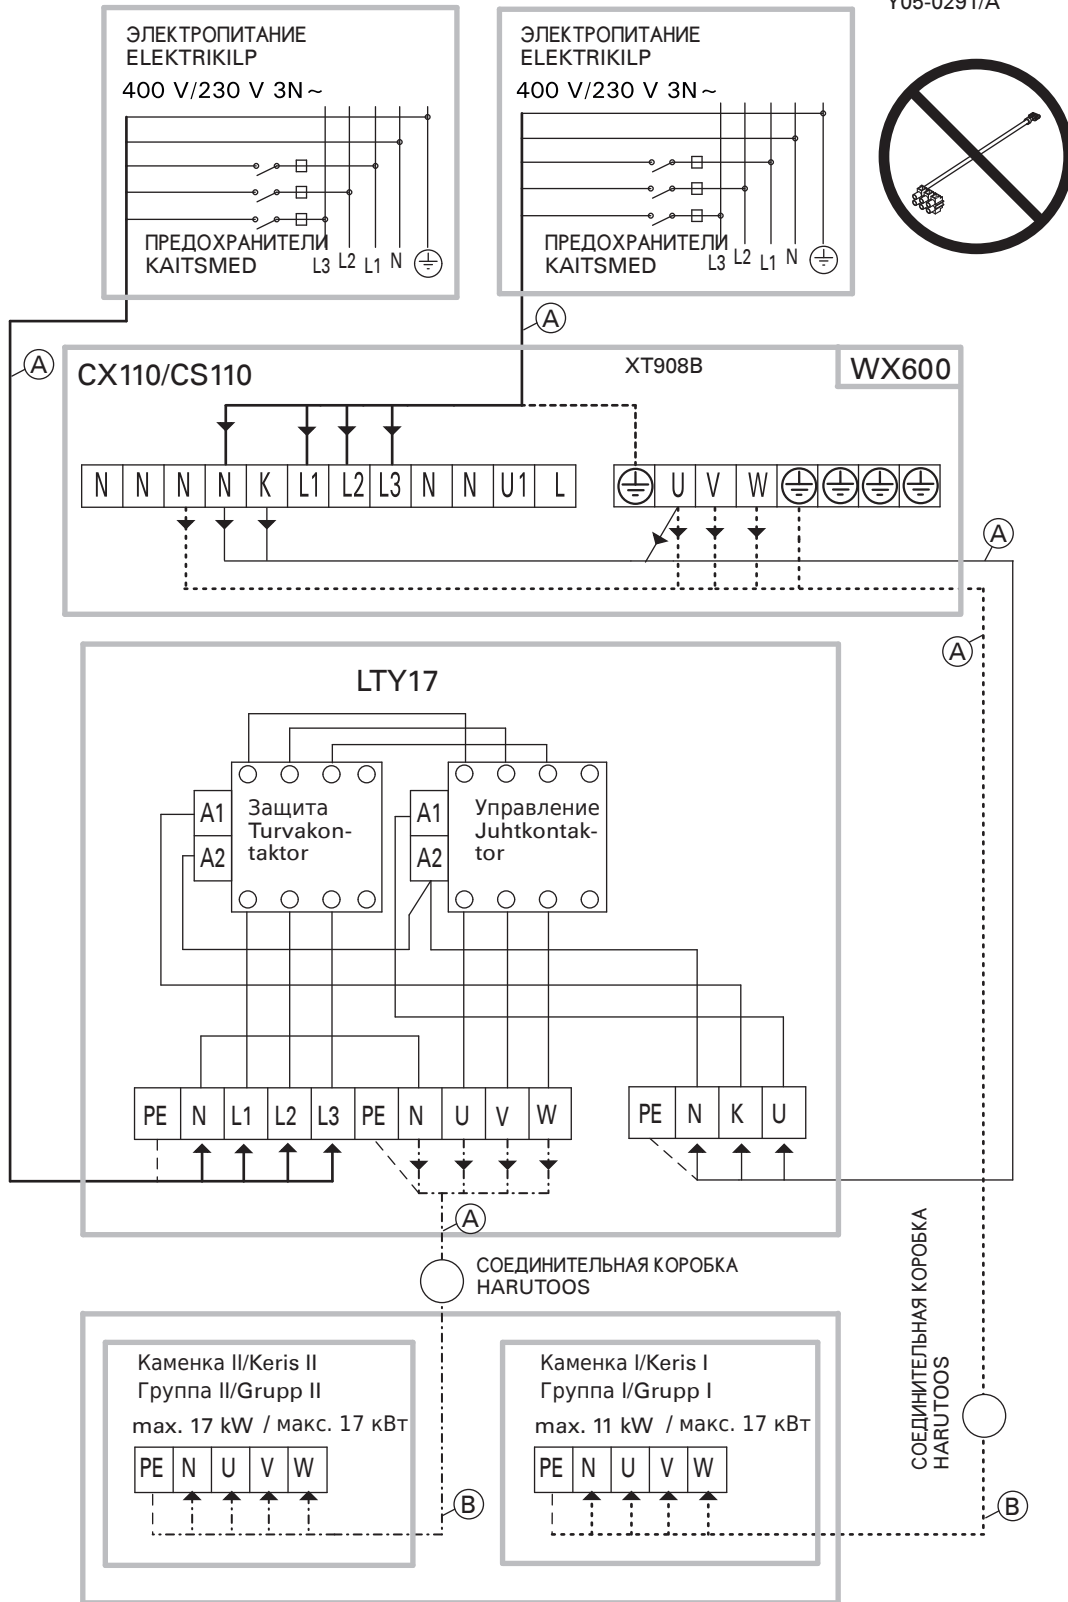 Y05-0291/A
ЭЛЕКТРОПИТАНИЕ
ELEKTRIKILP
400 V/230 V 3N~
ПРЕДОХРАНИТЕЛИ
KAITSMED
L3 L2 L1 N
ЭЛЕКТРОПИТАНИЕ
ELEKTRIKILP
400 V/230 V 3N~
ПРЕДОХРАНИТЕЛИ
KAITSMED
L3 L2 L1 N
A
A
CX110/CS110
XT908B
WX600
N N N N K L1 L2 L3 N N U1 L
U V W
A
A
LTY17
A1
A2
Защита
Turvakon-
taktor
A1
A2
Управление
Juhtkontak-
tor
PE N L1 L2 L3 PE N U V W
PE N K U
A
СОЕДИНИТЕЛЬНАЯ КОРОБКА
HARUTOOS
СОЕДИНИТЕЛЬНАЯ КОРОБКА
HARUTOOS
Каменка II/Keris II
Группа II/Grupp II
max. 17 kW / макс. 17 кВт
PE N U V W
B
Каменка I/Keris I
Группа I/Grupp I
max. 11 kW / макс. 17 кВт
PE N U V W
B